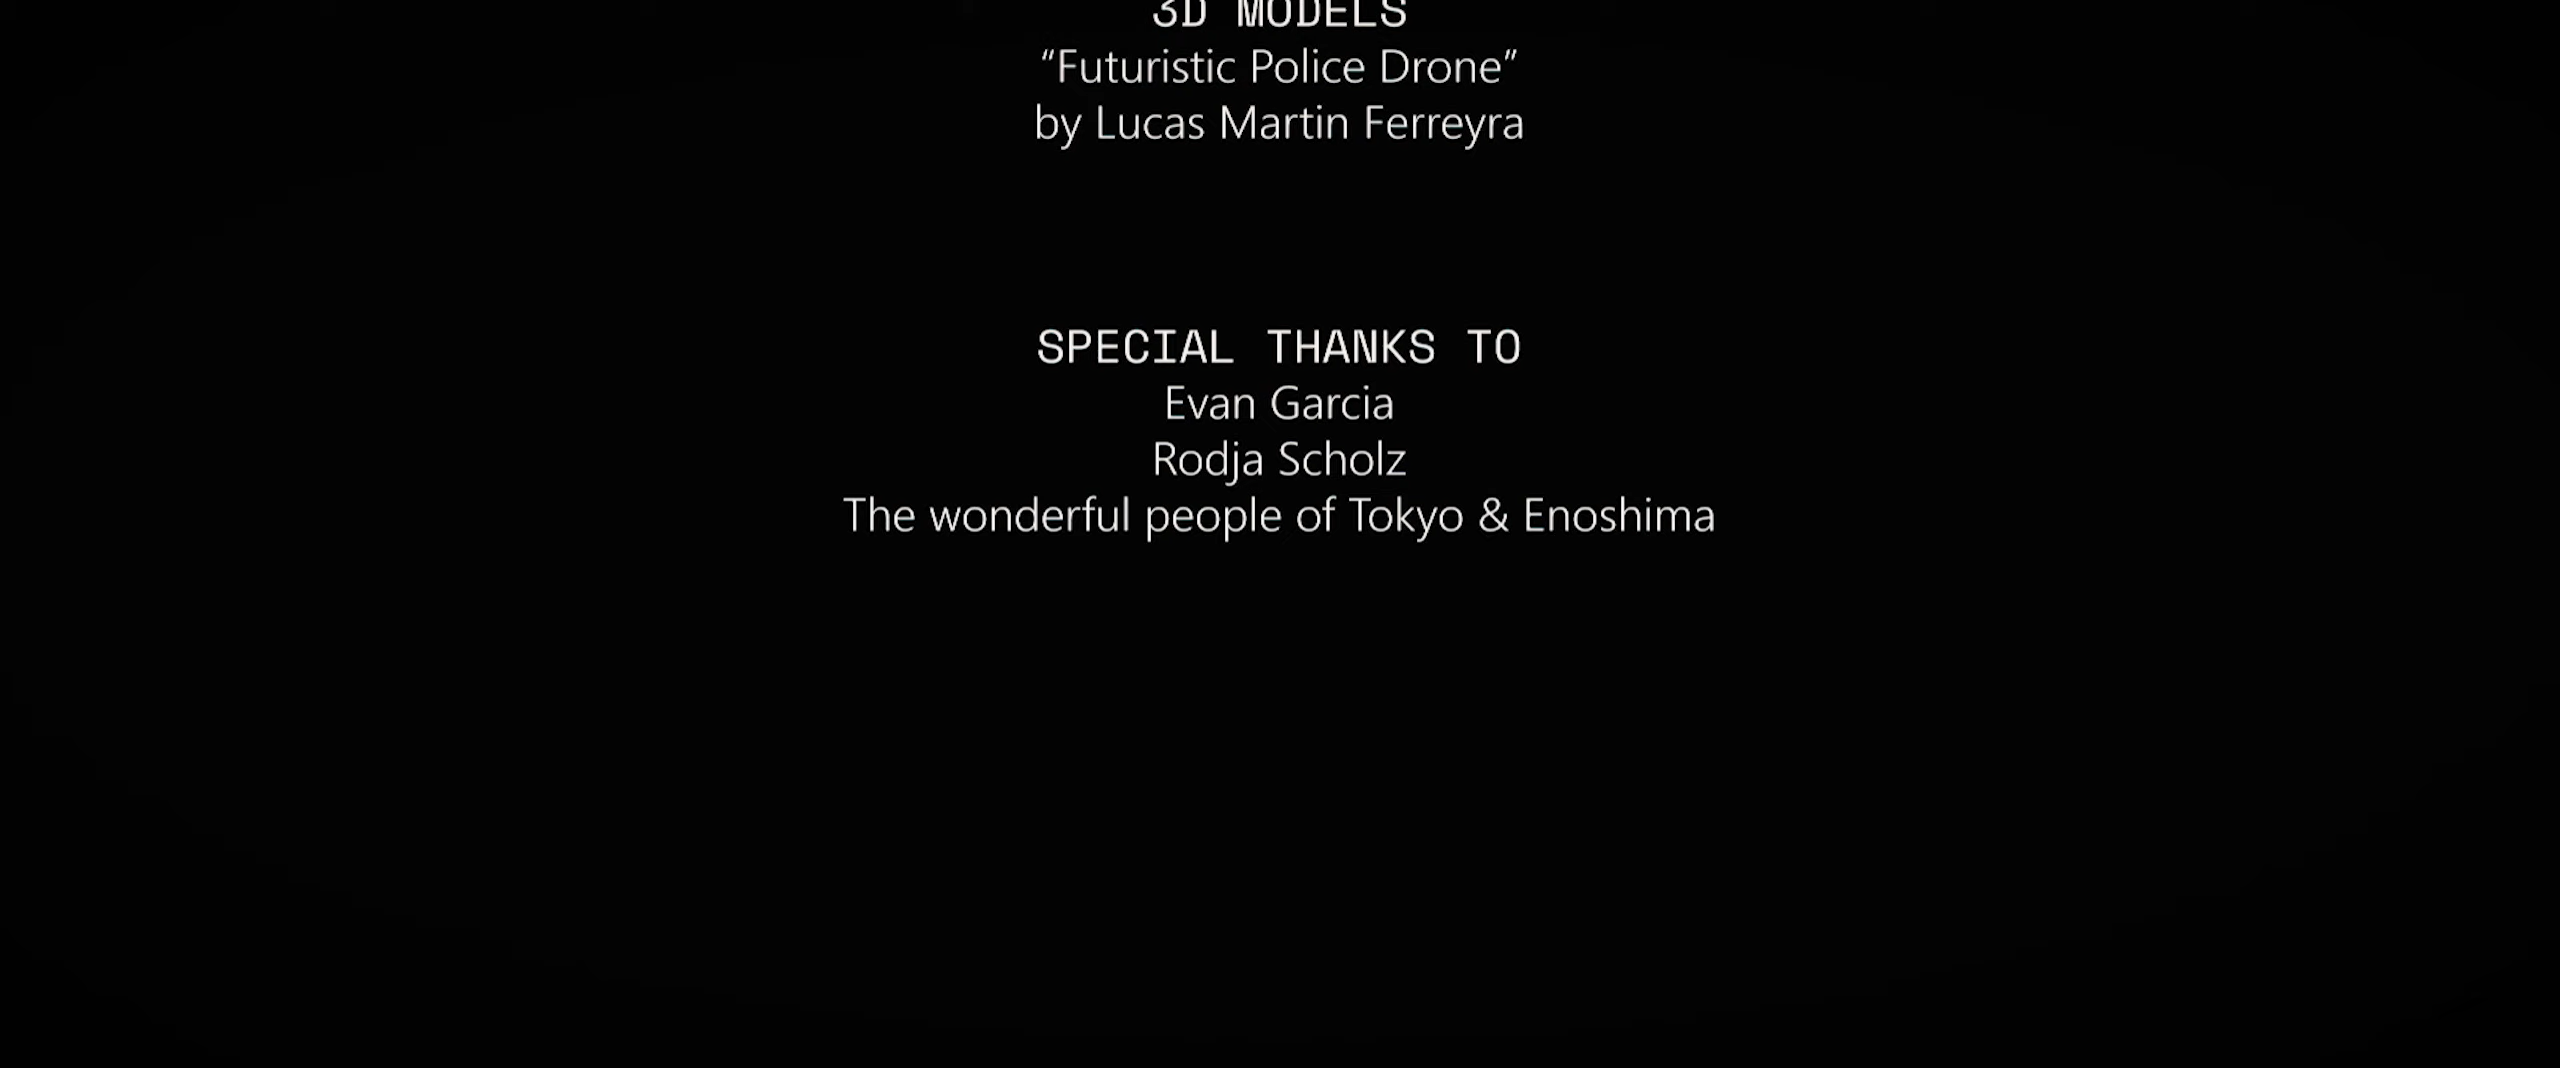 3D MODELS
“Futuristic Police Drone”
by Lucas Martin Ferreyra
SPECIAL THANKS TO
Evan Garcia
Rodja Scholz
The wonderful people of Tokyo & Enoshima